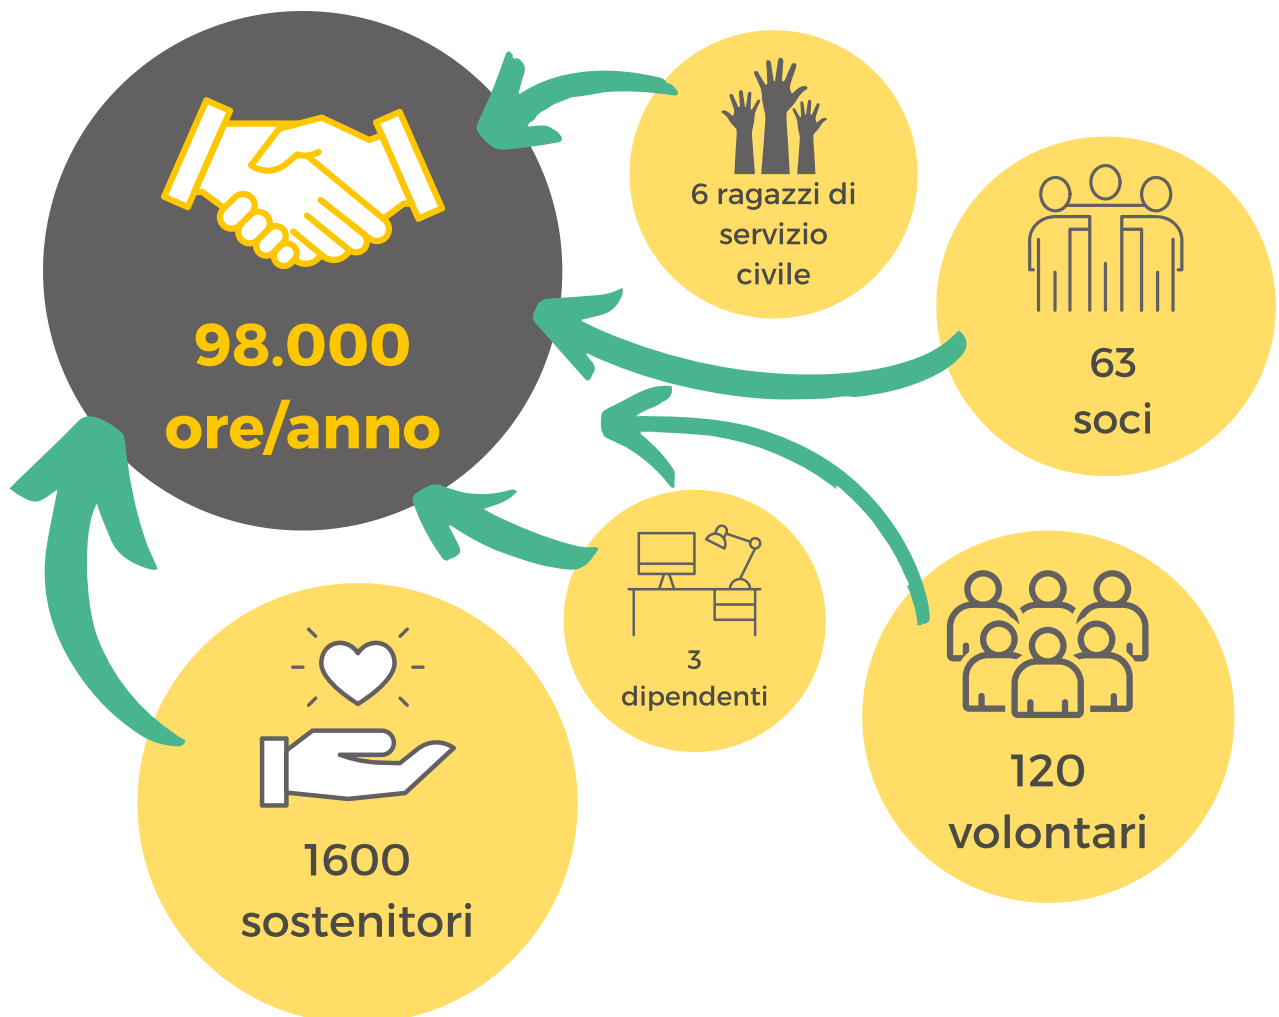 98.000
ore/anno
6 ragazzi di
servizio
civile
63
soci
3
dipendenti
120
volontari
1600
sostenitori